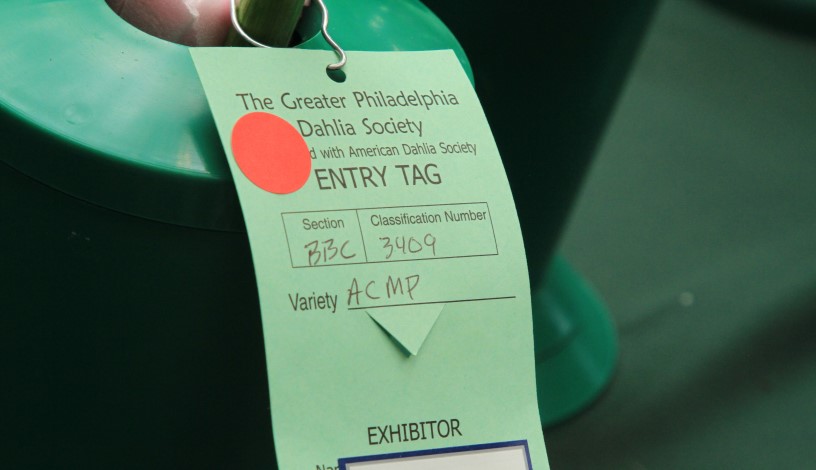 The Greater Philadelphia
Dahlia Society
d with American Dahlia Society
ENTRY TAG
Section Classification Number
BBC 3409
Variety ACMP
EXHIBITOR